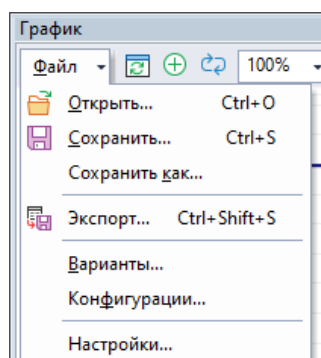 График
Файл 100%
Открыть... Ctrl+O
Сохранить... Ctrl+S
Сохранить как...
Экспорт... Ctrl+Shift+S
Варианты...
Конфигурации...
Настройки...